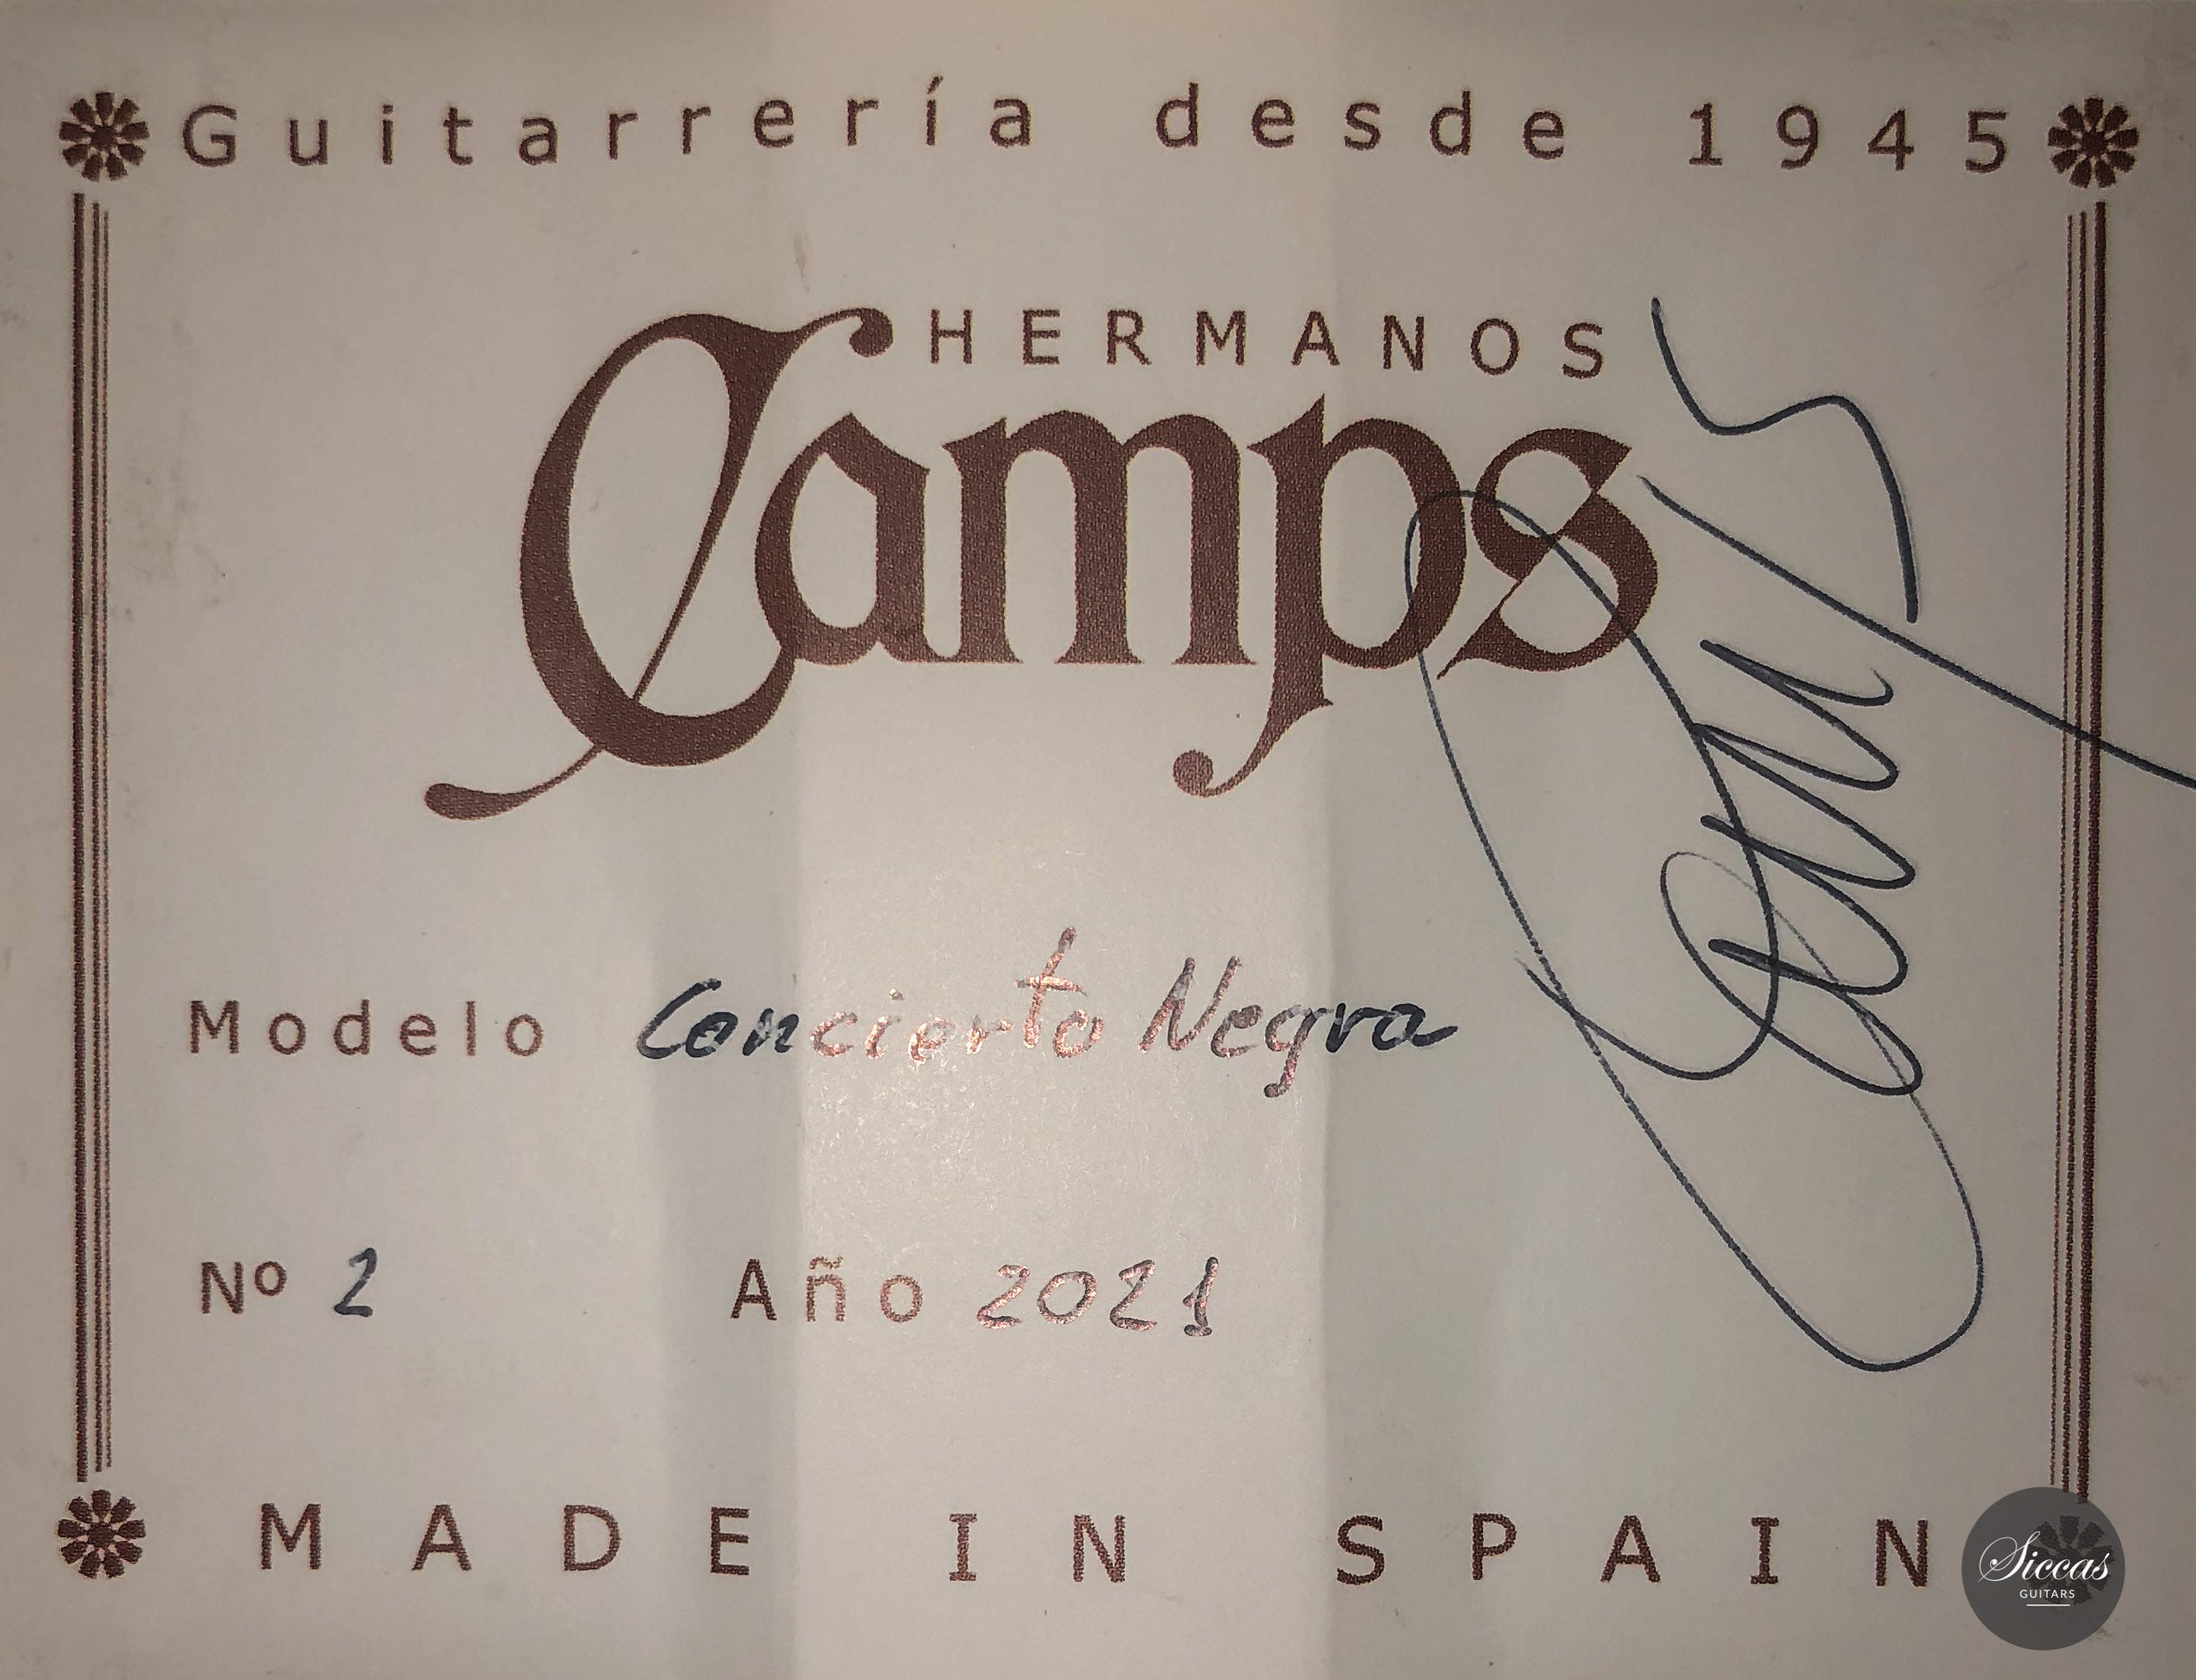 Guitarrería desde 1945
HERMANOS
Camps
Modelo Concierto Negra
Nº 2 Año 2021
MADE IN SPAIN
Siccas
GUITARS